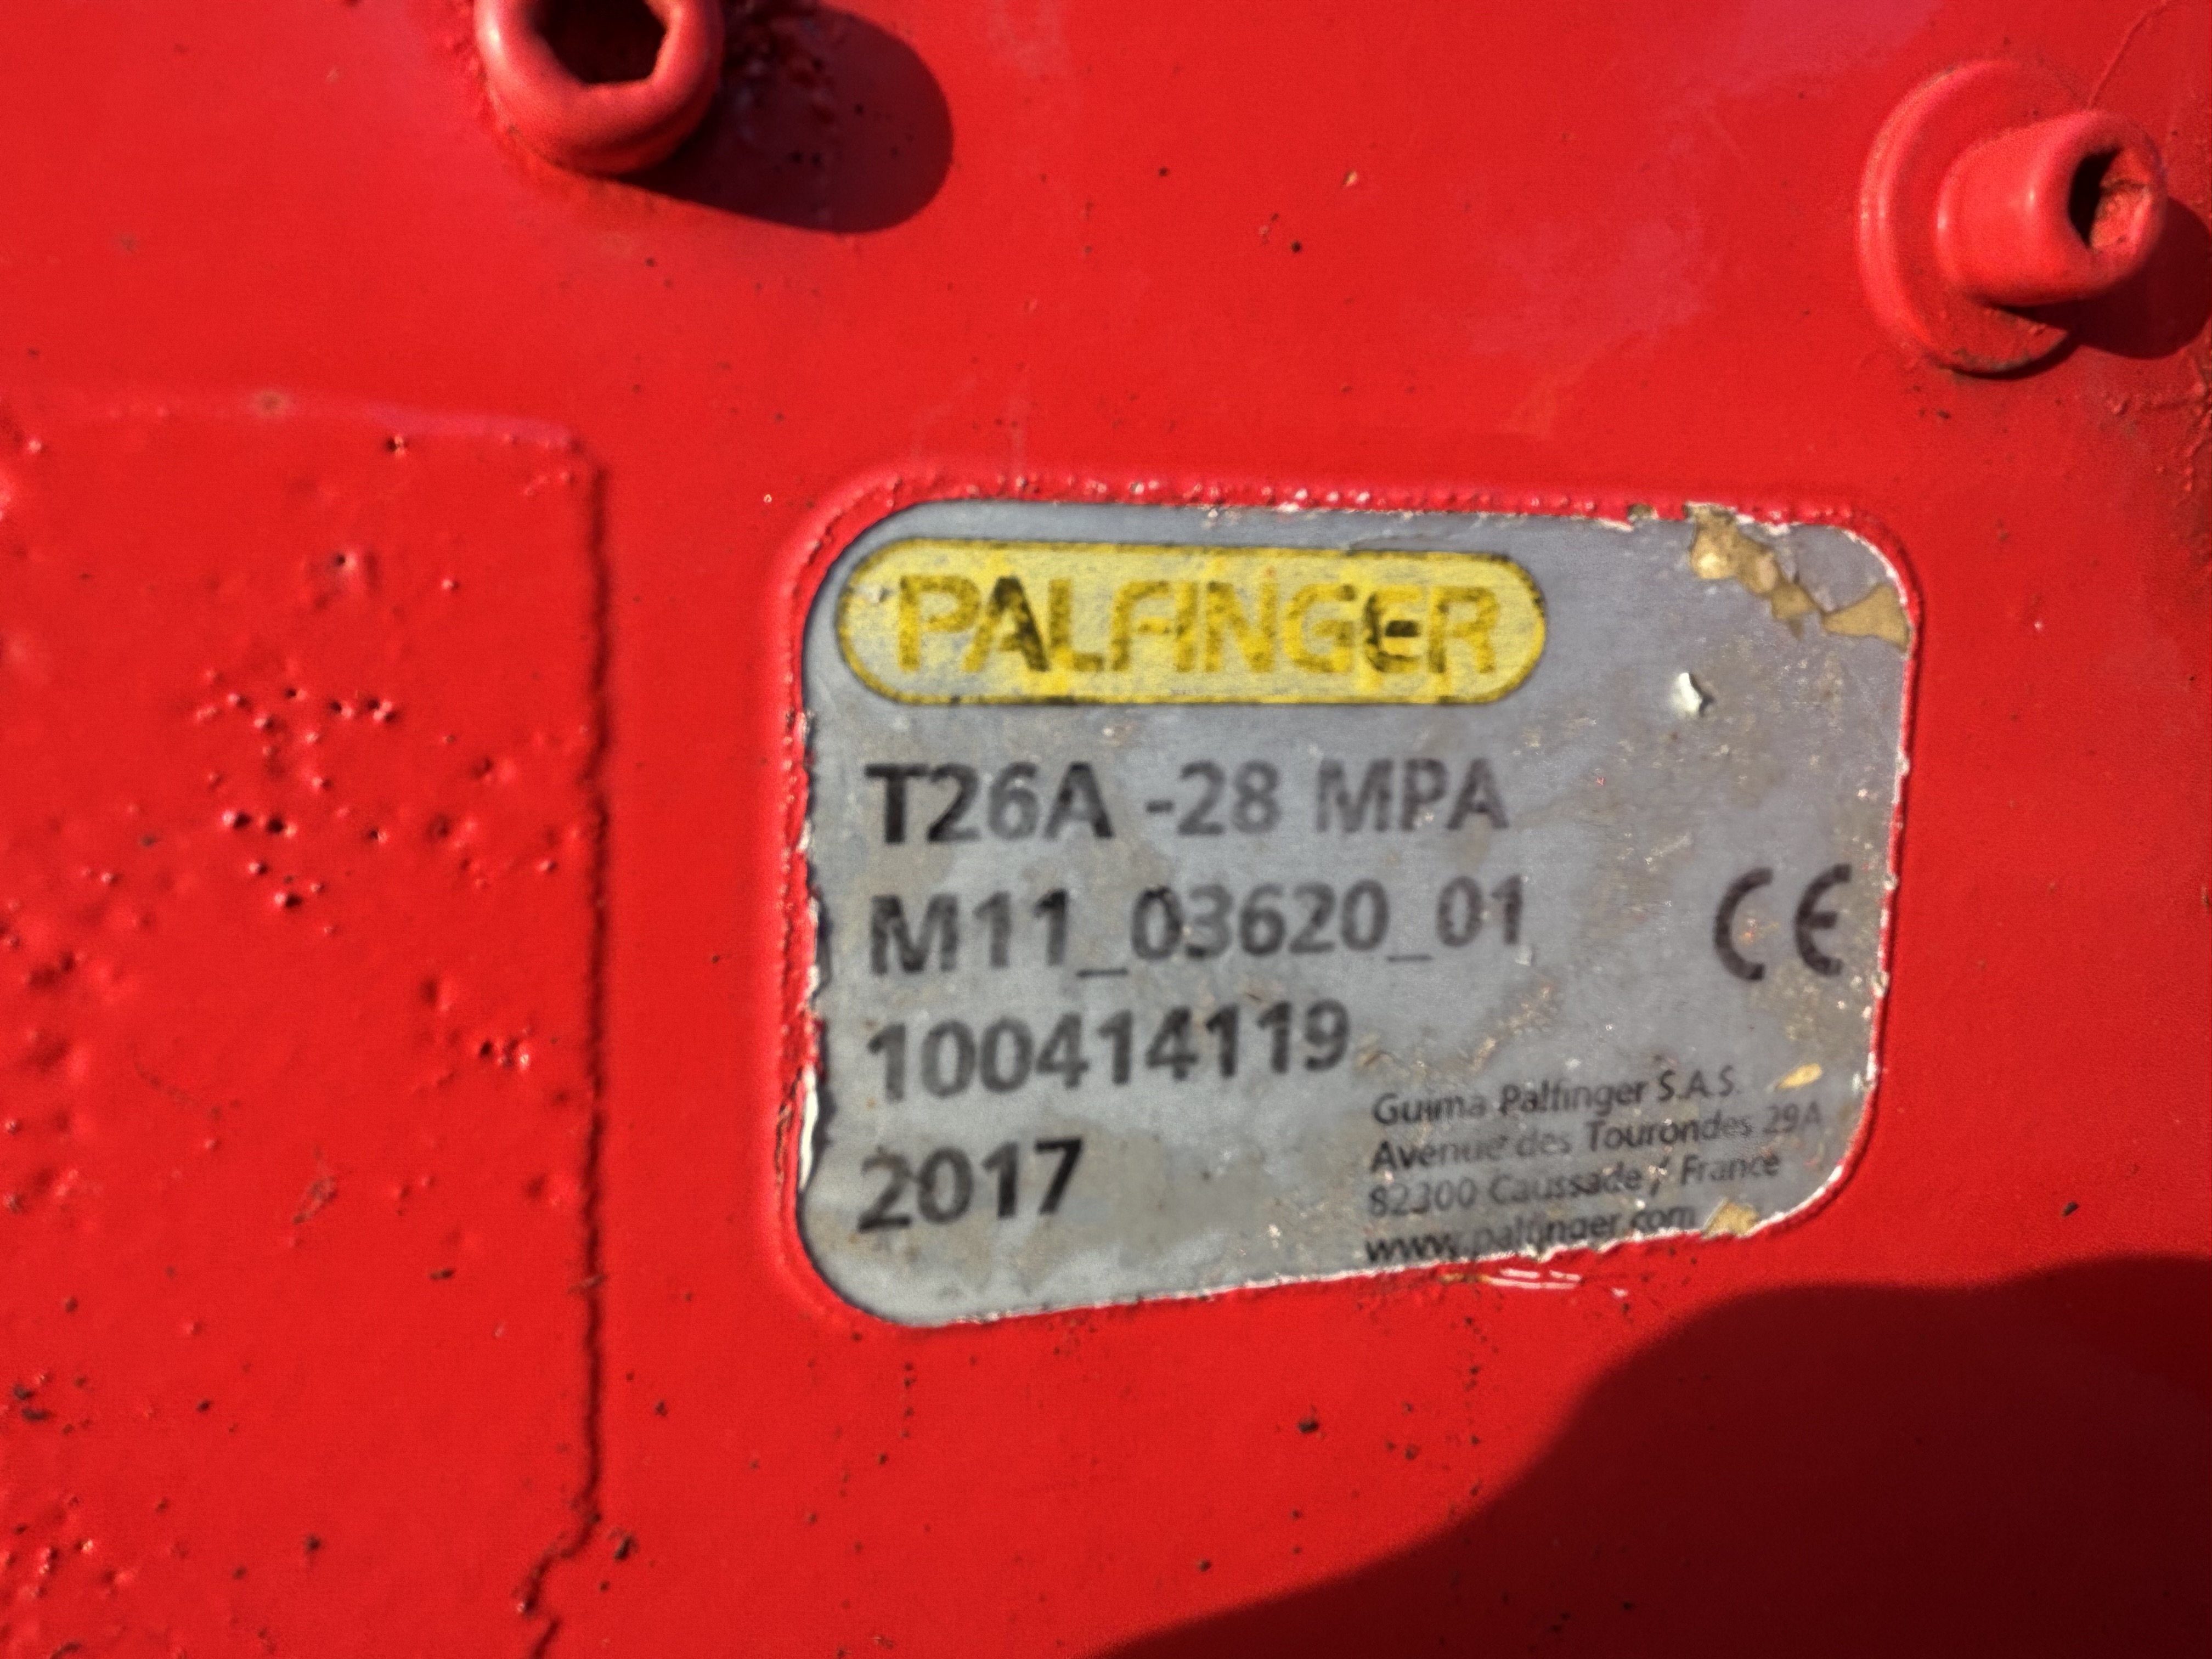 PALFINGER
T26A -28 MPA
M11_03620_01
CE
100414119
2017
Guima Palfinger S.A.S.
Avenue des Tourondes 29A
82300 Caussade / France
www.palfinger.com